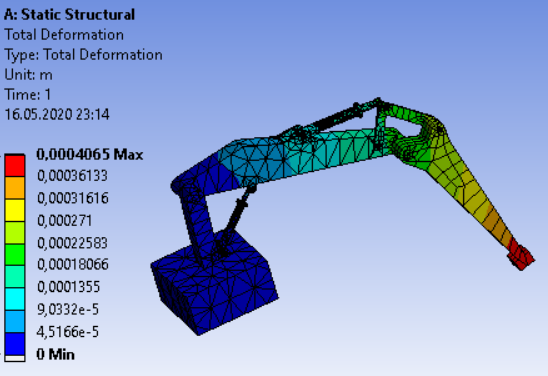 A: Static Structural
Total Deformation
Type: Total Deformation
Unit: m
Time: 1
16.05.2020 23:14
0,0004065 Max
0,00036133
0,00031616
0,000271
0,00022583
0,00018066
0,0001355
9,0332e-5
4,5166e-5
0 Min